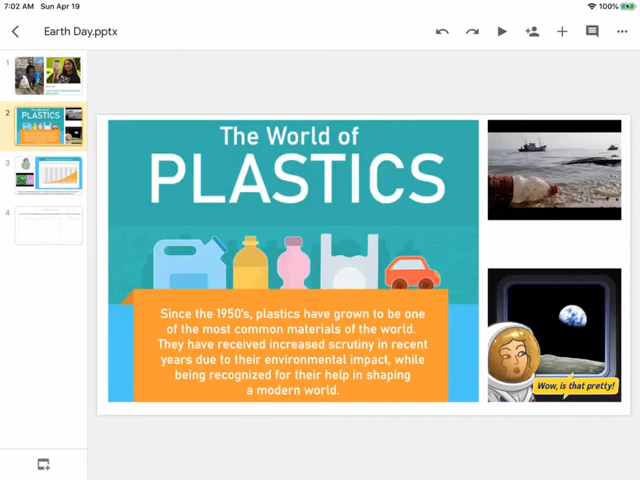 7:02 AM Sun Apr 19
100%
Earth Day.pptx
1
2
3
4
The World of
PLASTICS
Since the 1950's, plastics have grown to be one
of the most common materials of the world.
They have received increased scrutiny in recent
years due to their environmental impact, while
being recognized for their help in shaping
a modern world.
Wow, is that pretty!